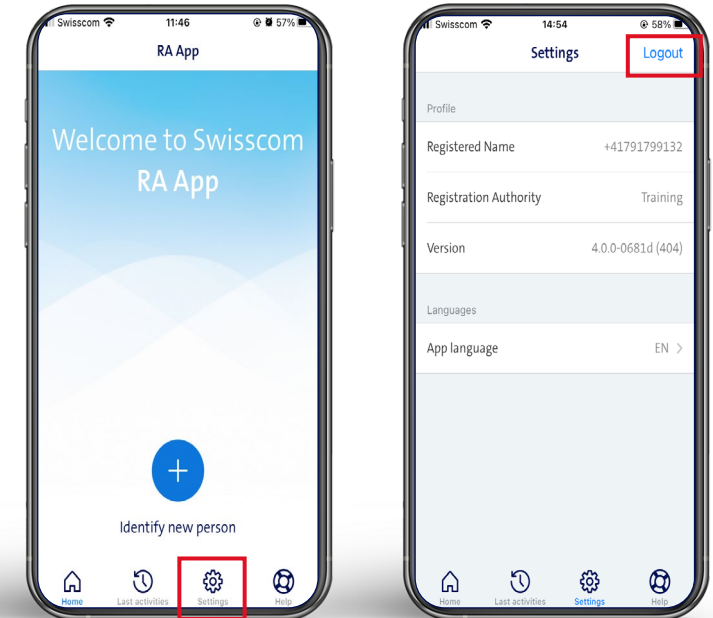 Swisscom
11:46
57%
RA App
Welcome to Swisscom
RA App
Identify new person
Home
Last activities
Settings
Help
Swisscom
14:54
58%
Settings
Logout
Profile
Registered Name
+41791799132
Registration Authority
Training
Version
4.0.0-0681d (404)
Languages
App language
EN
Home
Last activities
Settings
Help